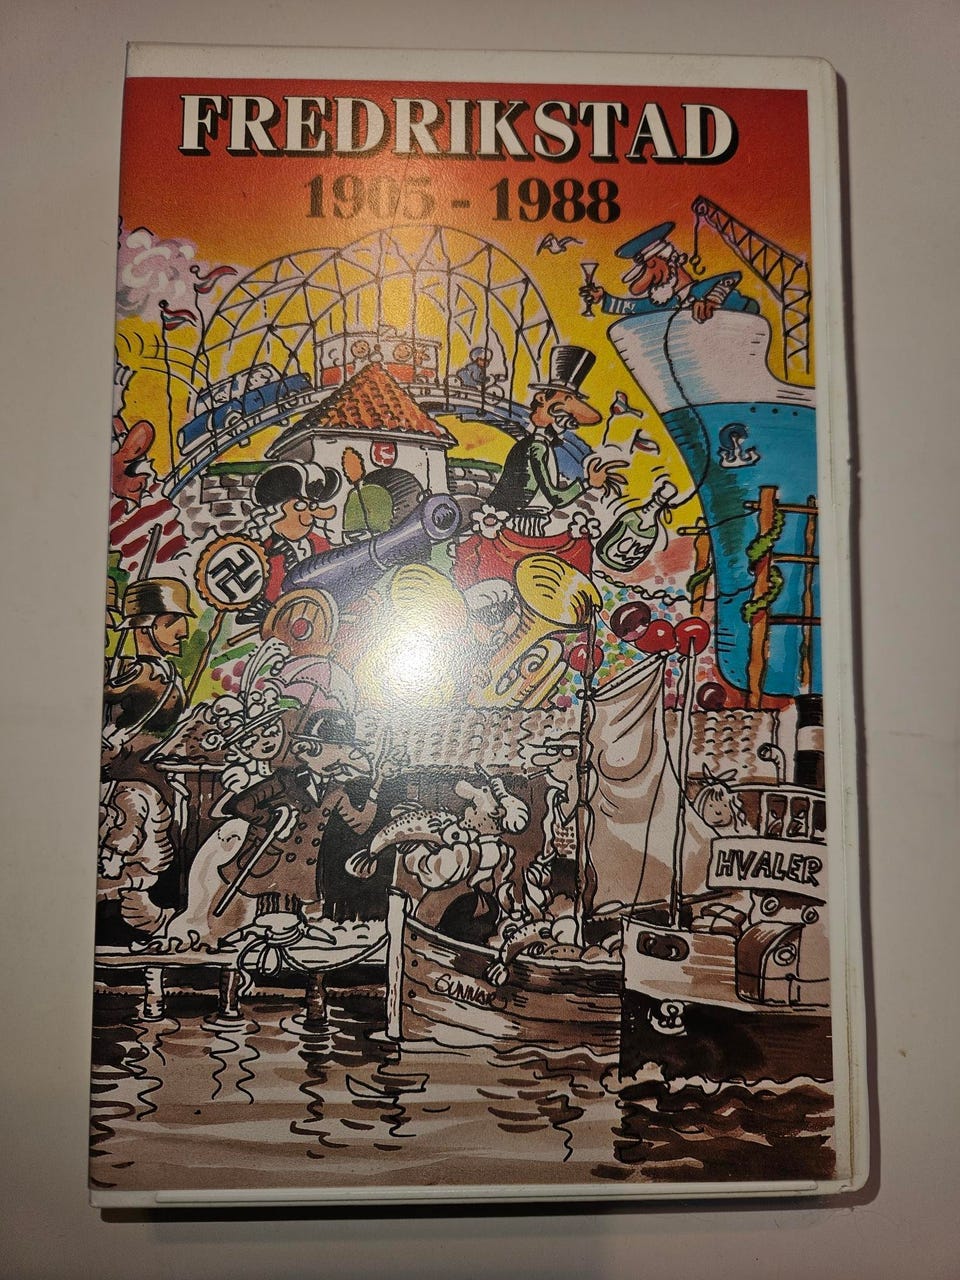 FREDRIKSTAD
1905 - 1988
HVALER
GUNNAR